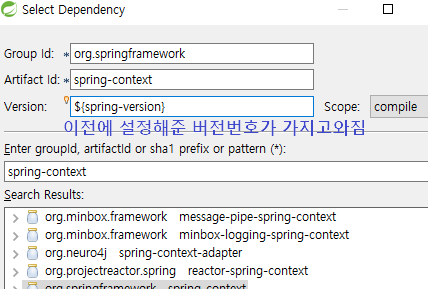 Select Dependency
Group Id: * org.springframework
Artifact Id: * spring-context
Version: ${spring-version} Scope: compile
이전에 설정해준 버전번호가 가지고와짐
Enter groupId, artifactId or sha1 prefix or pattern (*):
spring-context
Search Results:
org.minbox.framework message-pipe-spring-context
org.minbox.framework minbox-logging-spring-context
org.neuro4j spring-context-adapter
org.projectreactor.spring reactor-spring-context
org.springframework spring-context